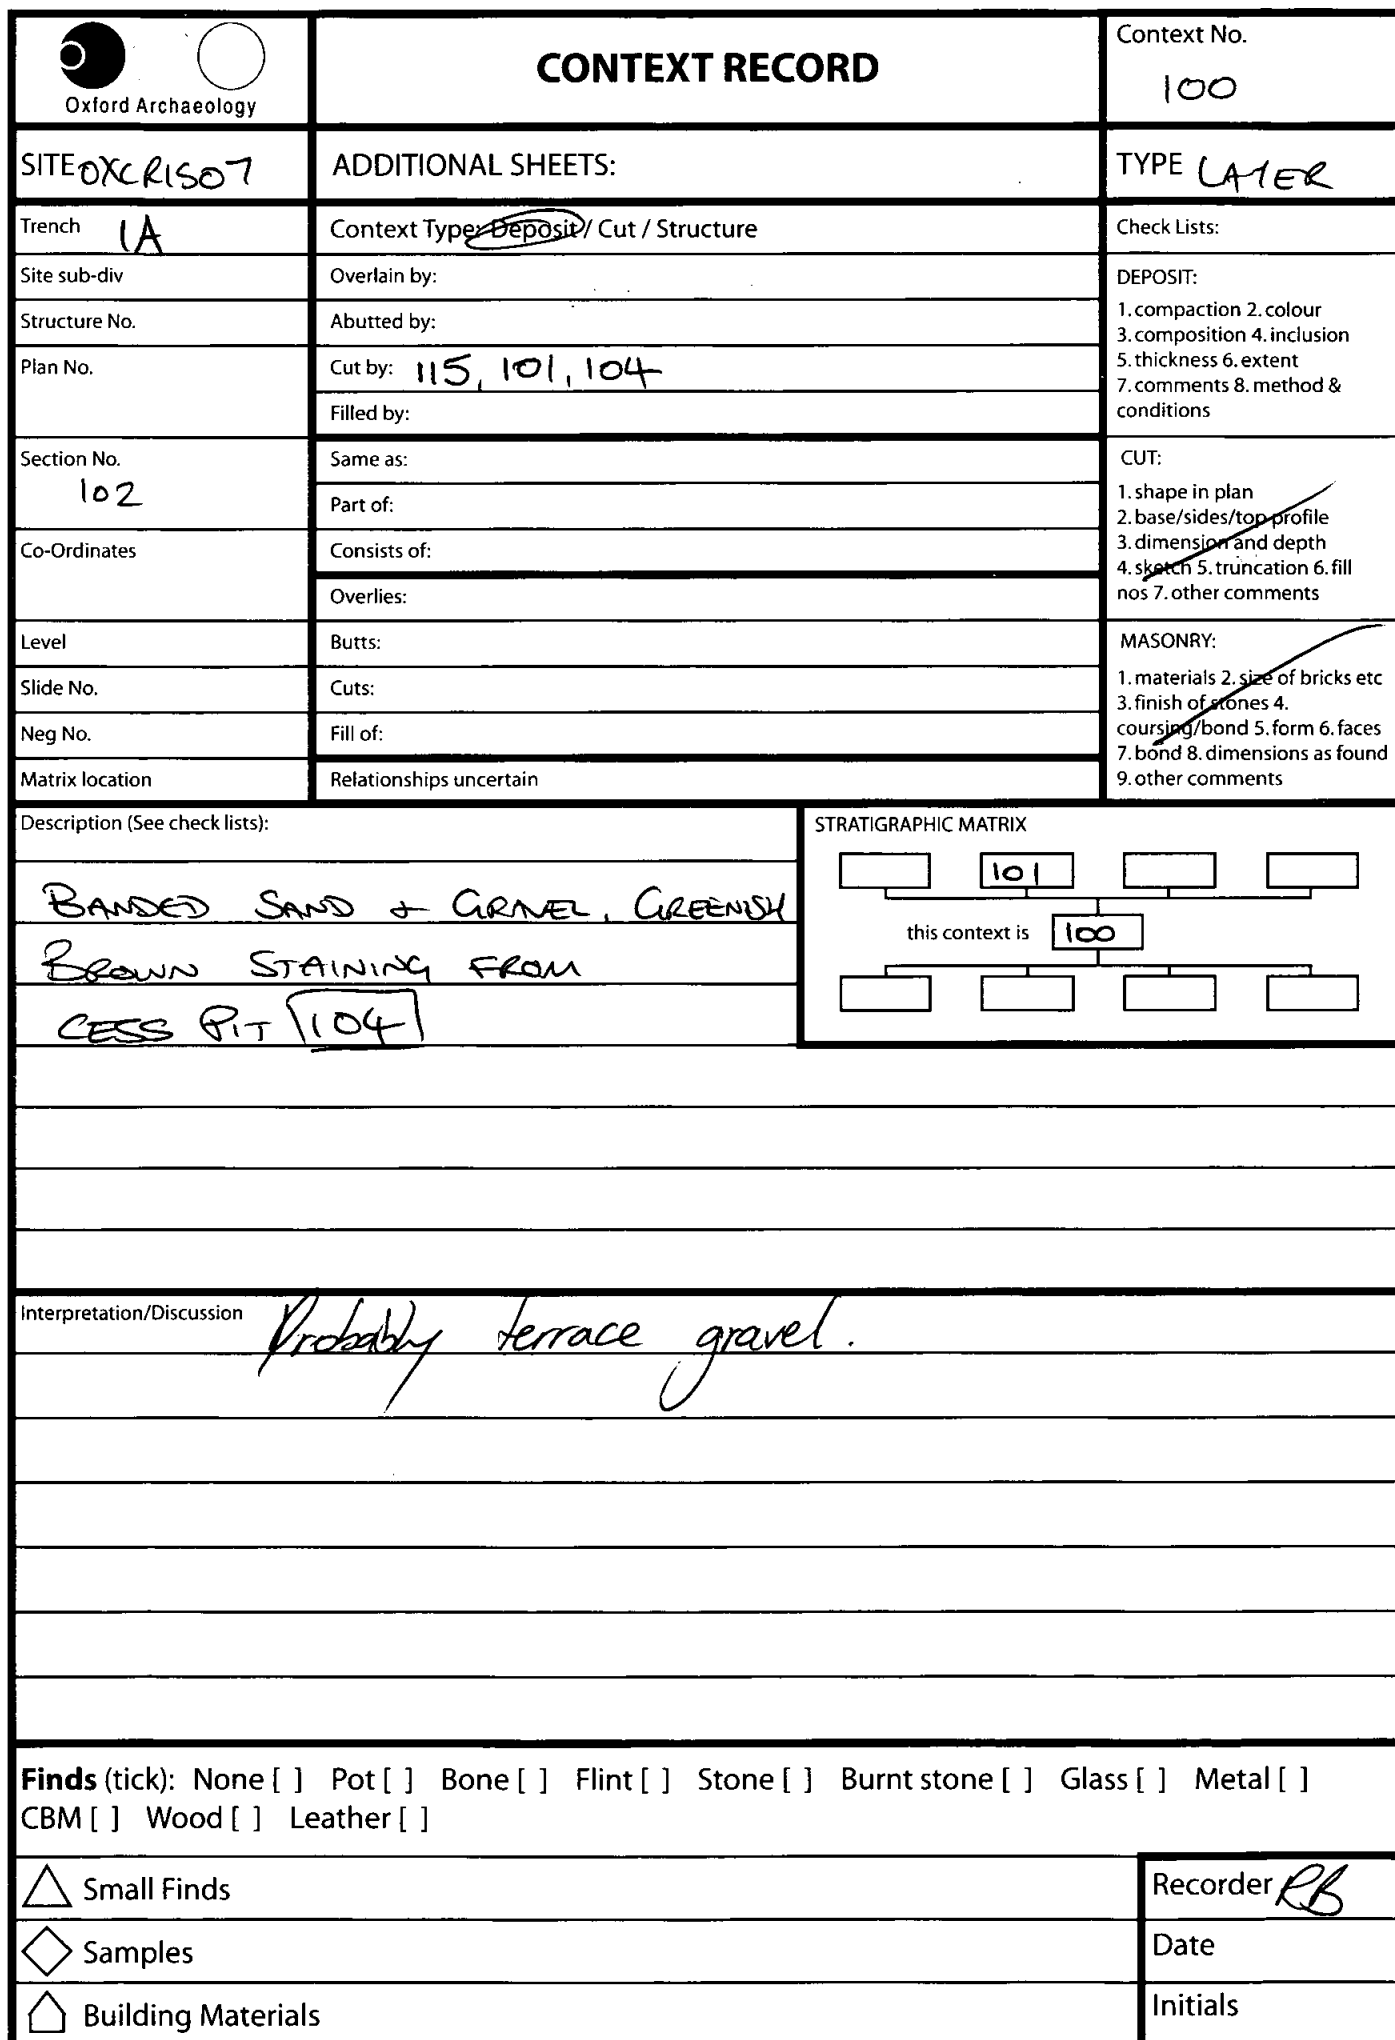 Oxford Archaeology
CONTEXT RECORD
Context No.
100
SITE OXCRIS07
ADDITIONAL SHEETS:
TYPE LAYER
Trench 1A
Context Type: Deposit / Cut / Structure
Check Lists:
Site sub-div
Overlain by:
Structure No.
Abutted by:
Plan No.
Cut by: 115, 101, 104
Filled by:
DEPOSIT:
1. compaction 2. colour
3. composition 4. inclusion
5. thickness 6. extent
7. comments 8. method &
conditions
Section No.
102
Same as:
Part of:
Co-Ordinates
Consists of:
Overlies:
CUT:
1. shape in plan
2. base/sides/top profile
3. dimension and depth
4. sketch 5. truncation 6. fill
nos 7. other comments
Level
Butts:
Slide No.
Cuts:
Neg No.
Fill of:
Matrix location
Relationships uncertain
MASONRY:
1. materials 2. size of bricks etc
3. finish of stones 4.
coursing/bond 5. form 6. faces
7. bond 8. dimensions as found
9. other comments
Description (See check lists):
BANDED SAND + GRAVEL, GREENISH
BROWN STAINING FROM
CESS PIT 104
STRATIGRAPHIC MATRIX
101
this context is 100
Interpretation/Discussion Probably terrace gravel.
Finds (tick): None [ ] Pot [ ] Bone [ ] Flint [ ] Stone [ ] Burnt stone [ ] Glass [ ] Metal [ ]
CBM [ ] Wood [ ] Leather [ ]
Small Finds
Recorder RB
Samples
Date
Building Materials
Initials